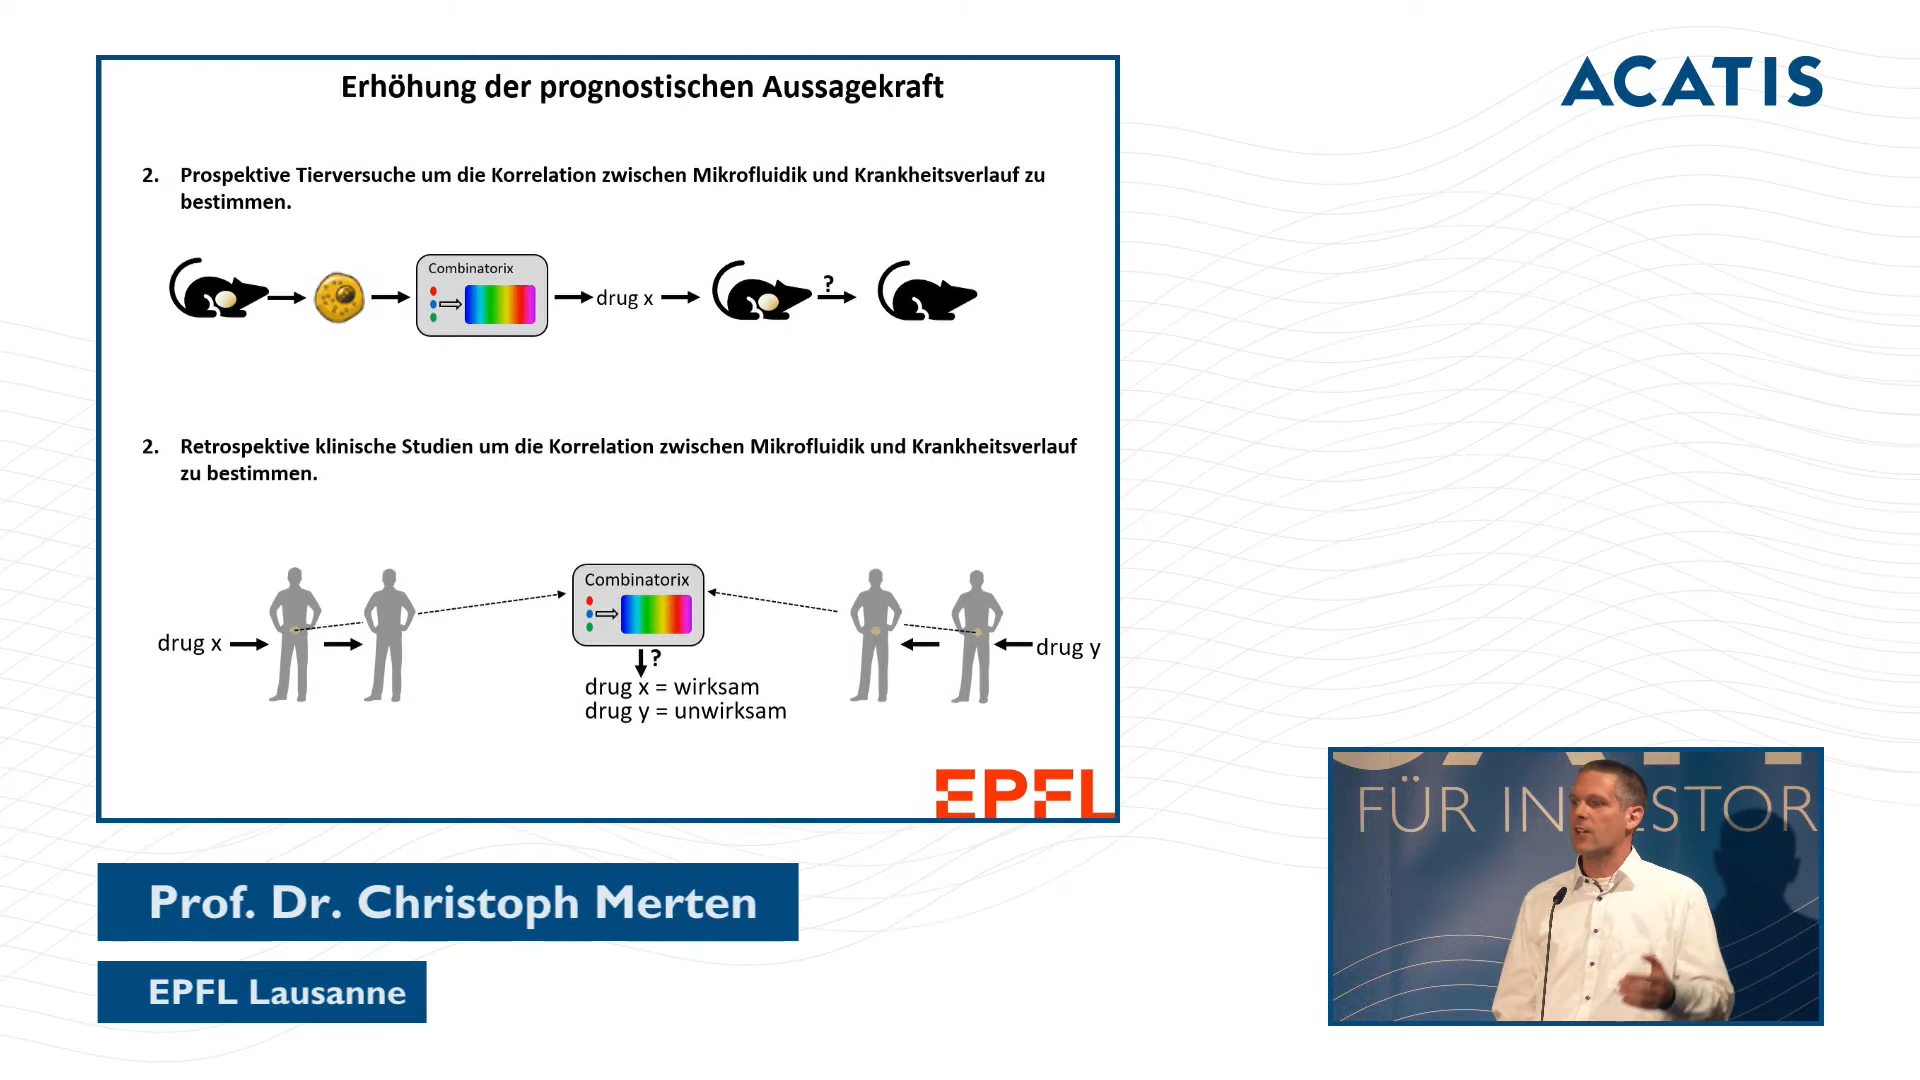 ACATIS
Erhöhung der prognostischen Aussagekraft
2. Prospektive Tierversuche um die Korrelation zwischen Mikrofluidik und Krankheitsverlauf zu
bestimmen.
Combinatorix
drug x
?
2. Retrospektive klinische Studien um die Korrelation zwischen Mikrofluidik und Krankheitsverlauf
zu bestimmen.
Combinatorix
drug x
drug y
?
drug x = wirksam
drug y = unwirksam
EPFL
FÜR INVESTOR
Prof. Dr. Christoph Merten
EPFL Lausanne